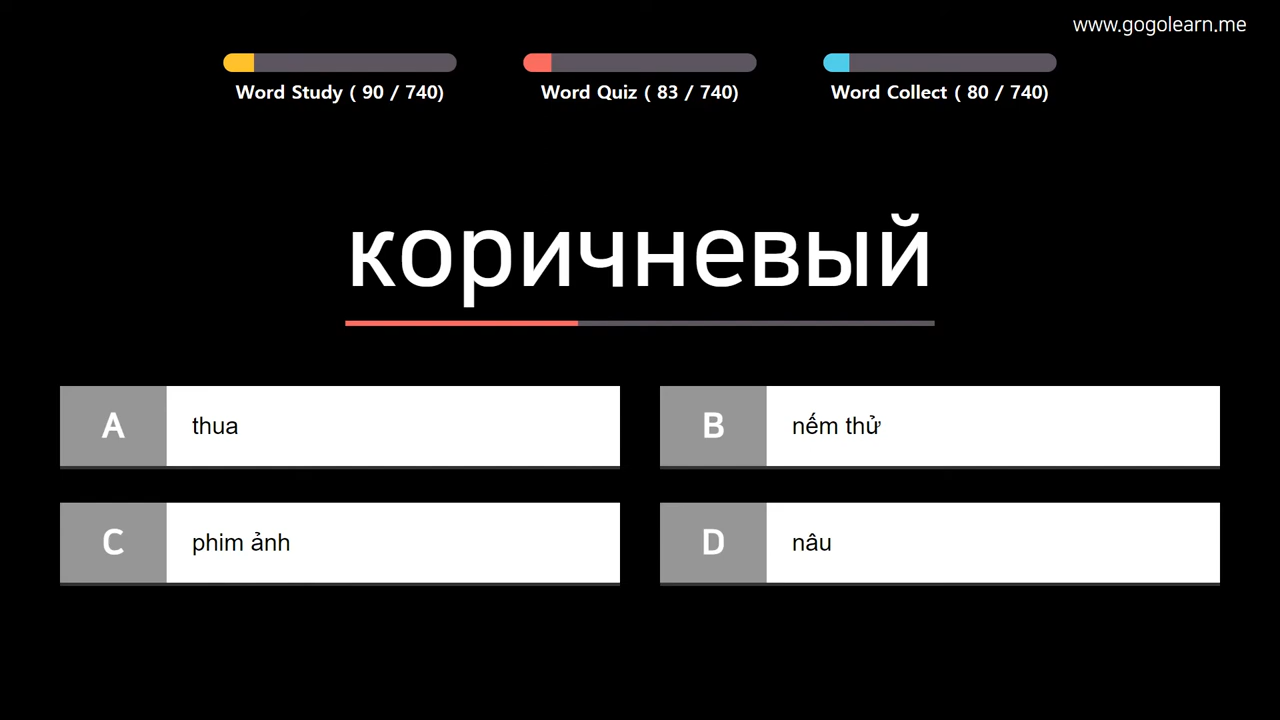 www.gogolearn.me
Word Study ( 90 / 740)
Word Quiz ( 83 / 740)
Word Collect ( 80 / 740)
коричневый
A thua
B nếm thử
C phim ảnh
D nâu